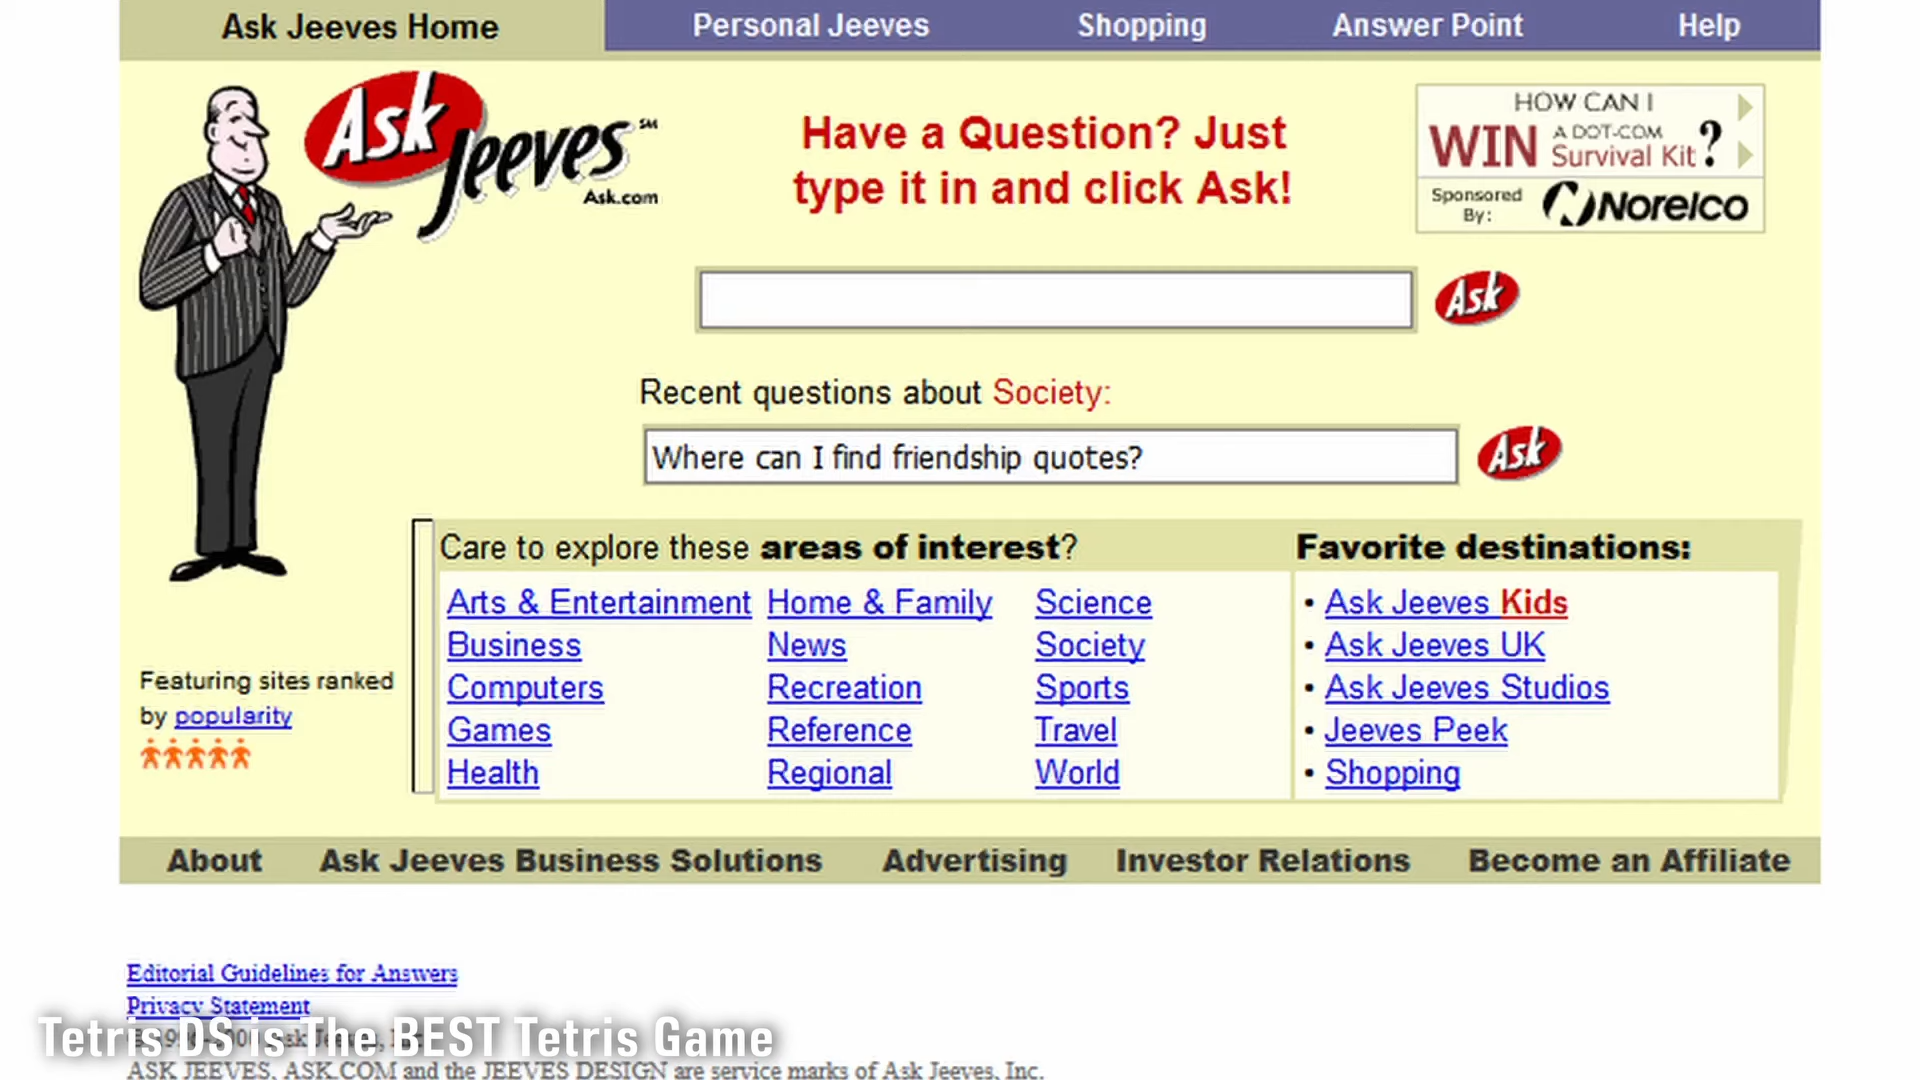 Ask Jeeves Home
Personal Jeeves
Shopping
Answer Point
Help
Ask Jeeves SM
Ask.com
Have a Question? Just
type it in and click Ask!
HOW CAN I
WIN A DOT-COM
Survival Kit ?
Sponsored
By:
Norelco
Ask
Recent questions about Society:
Where can I find friendship quotes?
Ask
Care to explore these areas of interest?
Arts & Entertainment
Home & Family
Science
Business
News
Society
Computers
Recreation
Sports
Games
Reference
Travel
Health
Regional
World
Favorite destinations:
• Ask Jeeves Kids
• Ask Jeeves UK
• Ask Jeeves Studios
• Jeeves Peek
• Shopping
Featuring sites ranked
by popularity
About
Ask Jeeves Business Solutions
Advertising
Investor Relations
Become an Affiliate
Editorial Guidelines for Answers
Privacy Statement
Tetris DS is The BEST Tetris Game
ASK JEEVES, ASK.COM and the JEEVES DESIGN are service marks of Ask Jeeves, Inc.